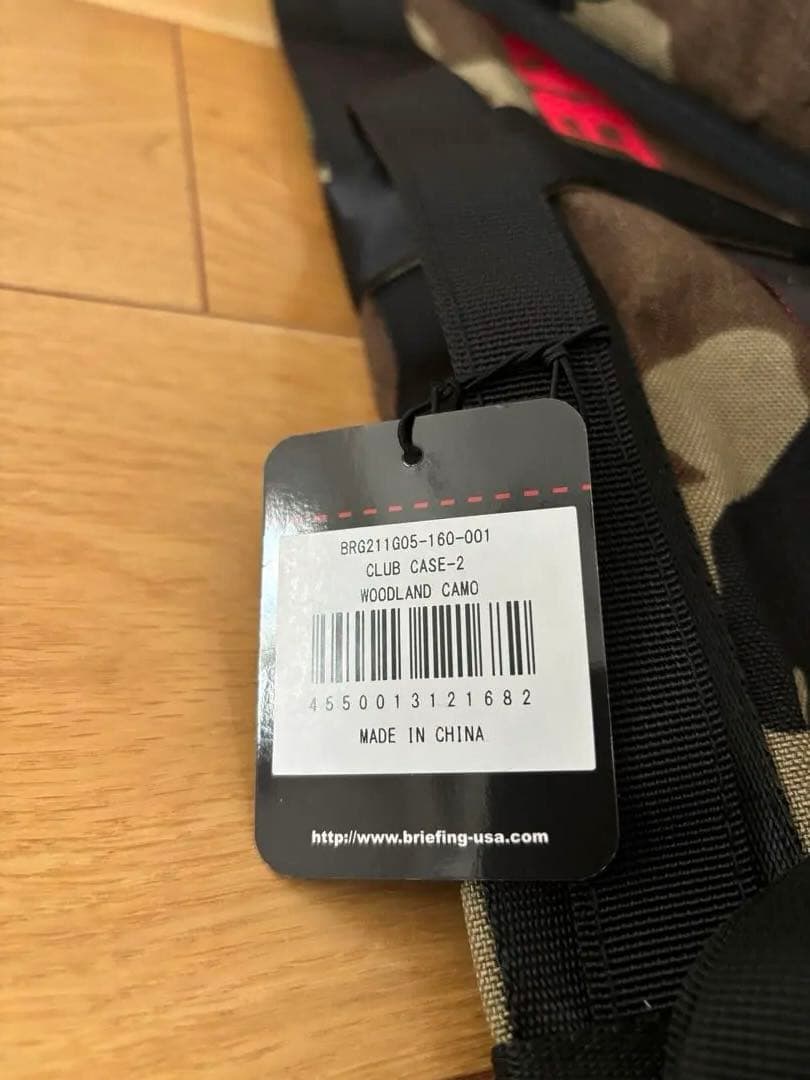 BRG211G05-160-001
CLUB CASE-2
WOODLAND CAMO
4550013121682
MADE IN CHINA
http://www.briefing-usa.com